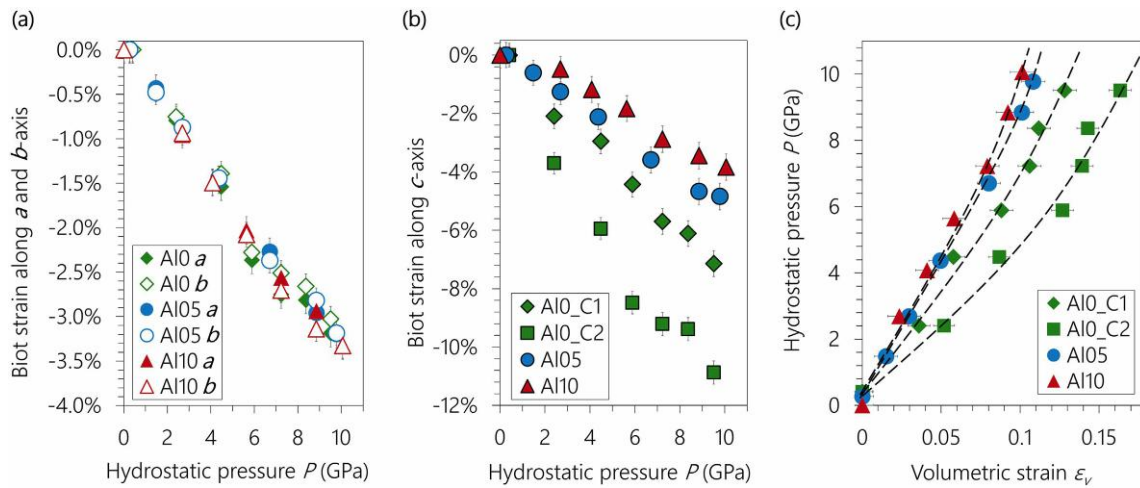 (a)
0.0%
-0.5%
-1.0%
-1.5%
-2.0%
-2.5%
-3.0%
-3.5%
-4.0%
Biot strain along a and b-axis
Al0 a
Al0 b
Al05 a
Al05 b
Al10 a
Al10 b
0 2 4 6 8 10
Hydrostatic pressure P (GPa)
(b)
0%
-2%
-4%
-6%
-8%
-10%
-12%
Biot strain along c-axis
Al0_C1
Al0_C2
Al05
Al10
0 2 4 6 8 10
Hydrostatic pressure P (GPa)
(c)
10
8
6
4
2
0
Hydrostatic pressure P (GPa)
Al0_C1
Al0_C2
Al05
Al10
0 0.05 0.1 0.15
Volumetric strain εv